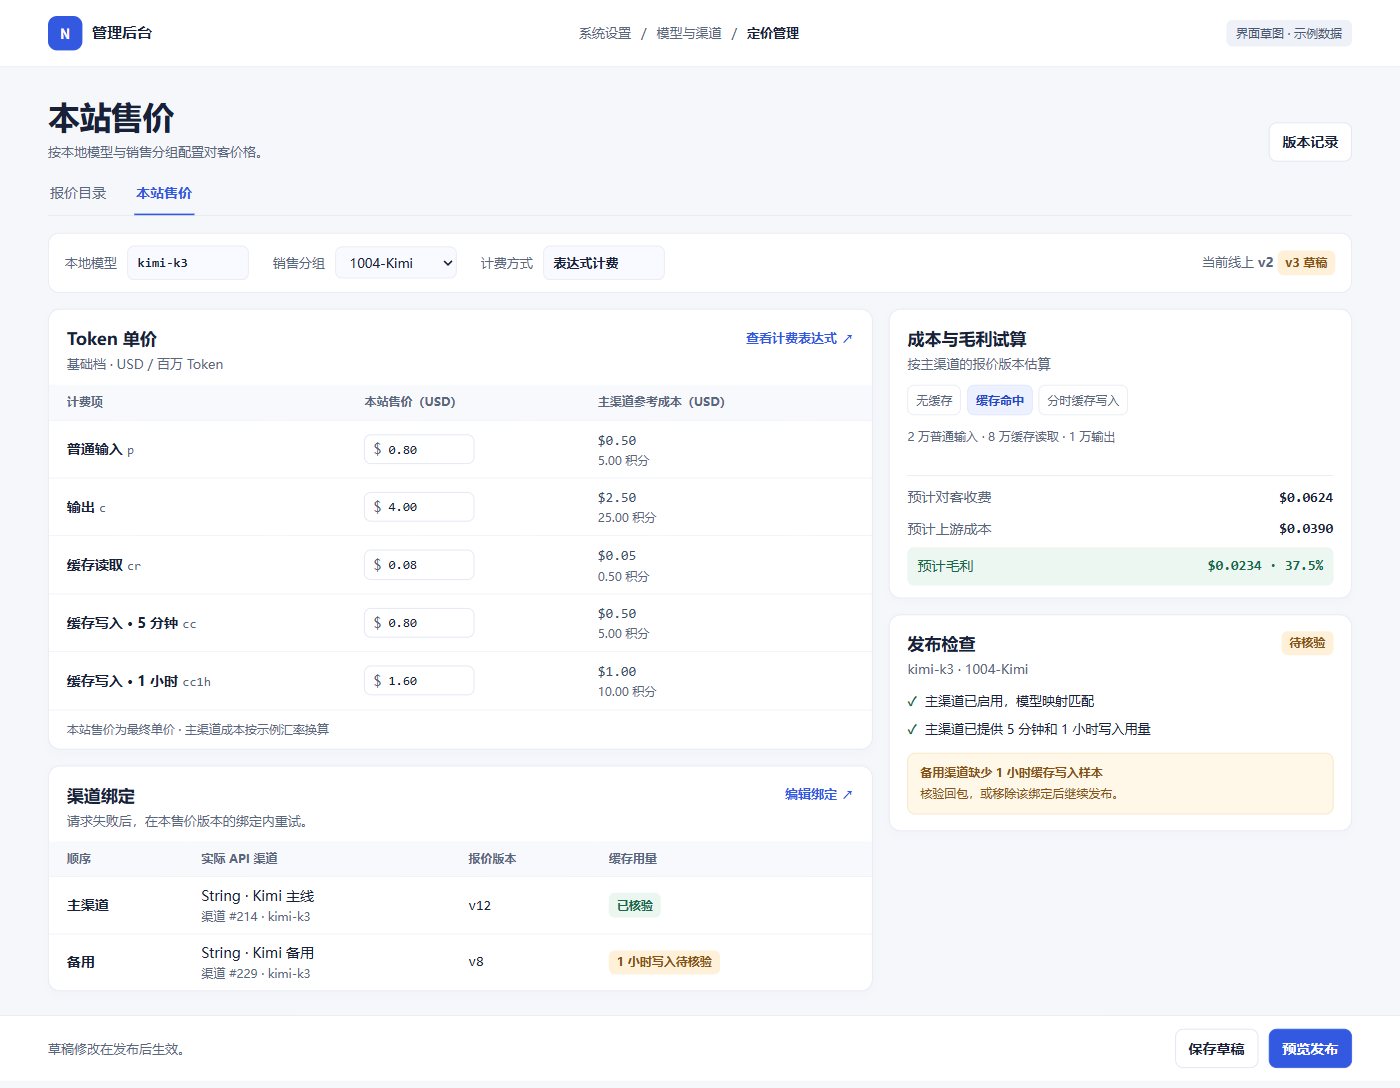 N 管理后台
系统设置 / 模型与渠道 / 定价管理
界面草图 · 示例数据
本站售价
按本地模型与销售分组配置对客价格。
版本记录
报价目录 本站售价
本地模型 kimi-k3 销售分组 1004-Kimi 计费方式 表达式计费 当前线上 v2 v3 草稿
Token 单价
查看计费表达式 ↗
基础档 · USD / 百万 Token
计费项 本站售价（USD） 主渠道参考成本（USD）
普通输入 p $ 0.80 $0.50
5.00 积分
输出 c $ 4.00 $2.50
25.00 积分
缓存读取 cr $ 0.08 $0.05
0.50 积分
缓存写入 • 5 分钟 cc $ 0.80 $0.50
5.00 积分
缓存写入 • 1 小时 cc1h $ 1.60 $1.00
10.00 积分
本站售价为最终单价 · 主渠道成本按示例汇率换算
渠道绑定
编辑绑定 ↗
请求失败后，在本售价版本的绑定内重试。
顺序 实际 API 渠道 报价版本 缓存用量
主渠道 String · Kimi 主线 v12 已核验
渠道 #214 · kimi-k3
备用 String · Kimi 备用 v8 1 小时写入待核验
渠道 #229 · kimi-k3
成本与毛利试算
按主渠道的报价版本估算
无缓存 缓存命中 分时缓存写入
2 万普通输入 · 8 万缓存读取 · 1 万输出
预计对客收费 $0.0624
预计上游成本 $0.0390
预计毛利 $0.0234 · 37.5%
发布检查 待核验
kimi-k3 · 1004-Kimi
✓ 主渠道已启用，模型映射匹配
✓ 主渠道已提供 5 分钟和 1 小时写入用量
备用渠道缺少 1 小时缓存写入样本
核验回包，或移除该绑定后继续发布。
草稿修改在发布后生效。
保存草稿 预览发布